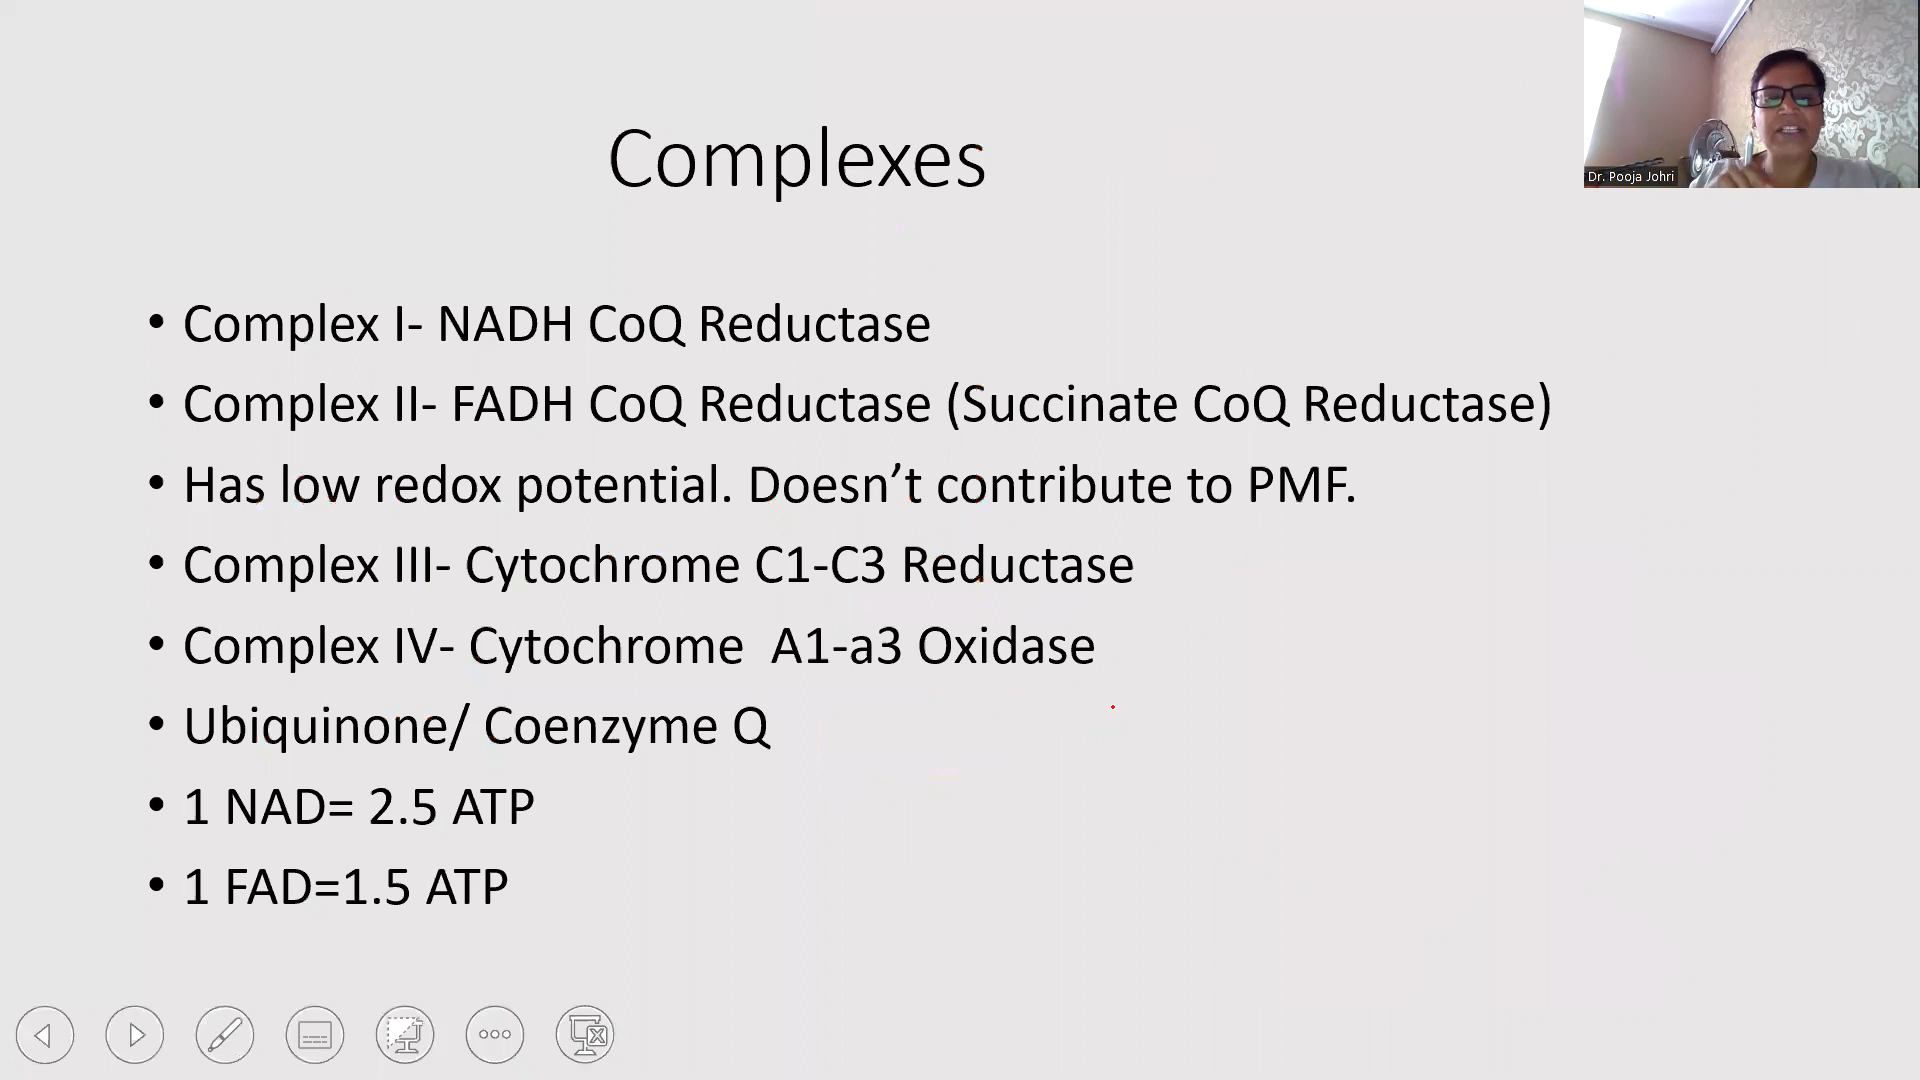 Complexes
Dr. Pooja Johri
• Complex I- NADH CoQ Reductase
• Complex II- FADH CoQ Reductase (Succinate CoQ Reductase)
• Has low redox potential. Doesn’t contribute to PMF.
• Complex III- Cytochrome C1-C3 Reductase
• Complex IV- Cytochrome  A1-a3 Oxidase
• Ubiquinone/ Coenzyme Q
• 1 NAD= 2.5 ATP
• 1 FAD=1.5 ATP